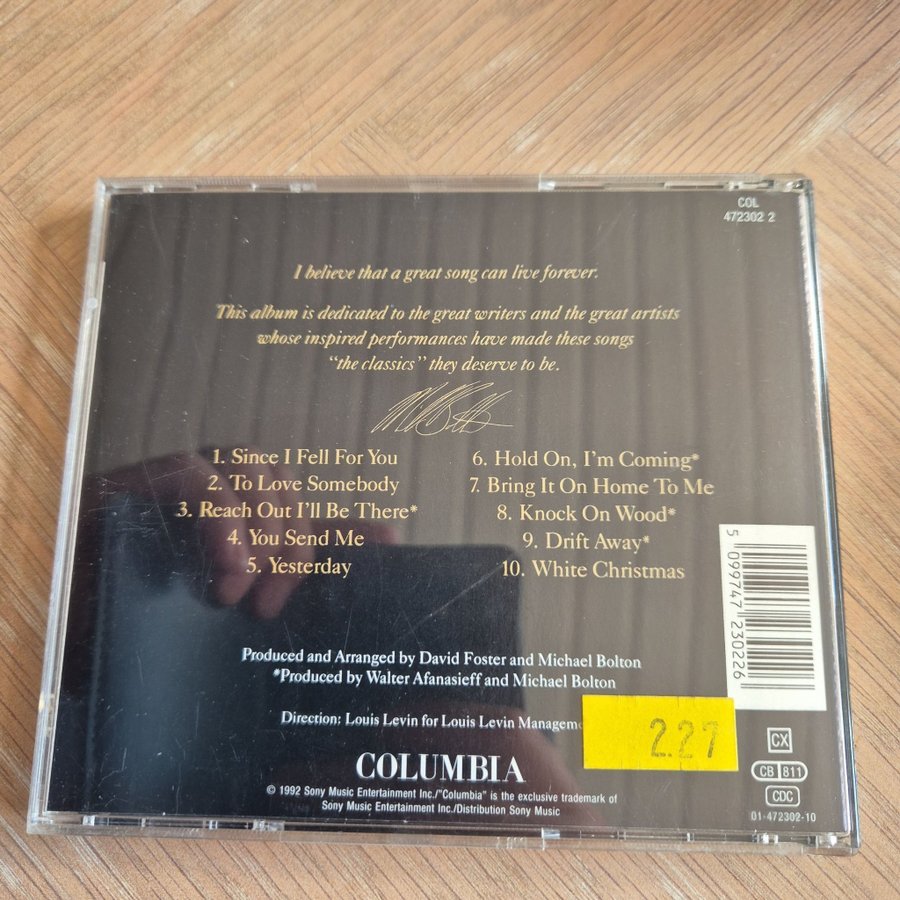 COL
472302 2
I believe that a great song can live forever.
This album is dedicated to the great writers and the great artists
whose inspired performances have made these songs
"the classics" they deserve to be.
1. Since I Fell For You
2. To Love Somebody
3. Reach Out I'll Be There*
4. You Send Me
5. Yesterday
6. Hold On, I'm Coming*
7. Bring It On Home To Me
8. Knock On Wood*
9. Drift Away*
10. White Christmas
5 099747 230226
Produced and Arranged by David Foster and Michael Bolton
*Produced by Walter Afanasieff and Michael Bolton
Direction: Louis Levin for Louis Levin Manageme
2.27
CX
CB 811
CDC
COLUMBIA
© 1992 Sony Music Entertainment Inc./"Columbia" is the exclusive trademark of
Sony Music Entertainment Inc./Distribution Sony Music
01-472302-10